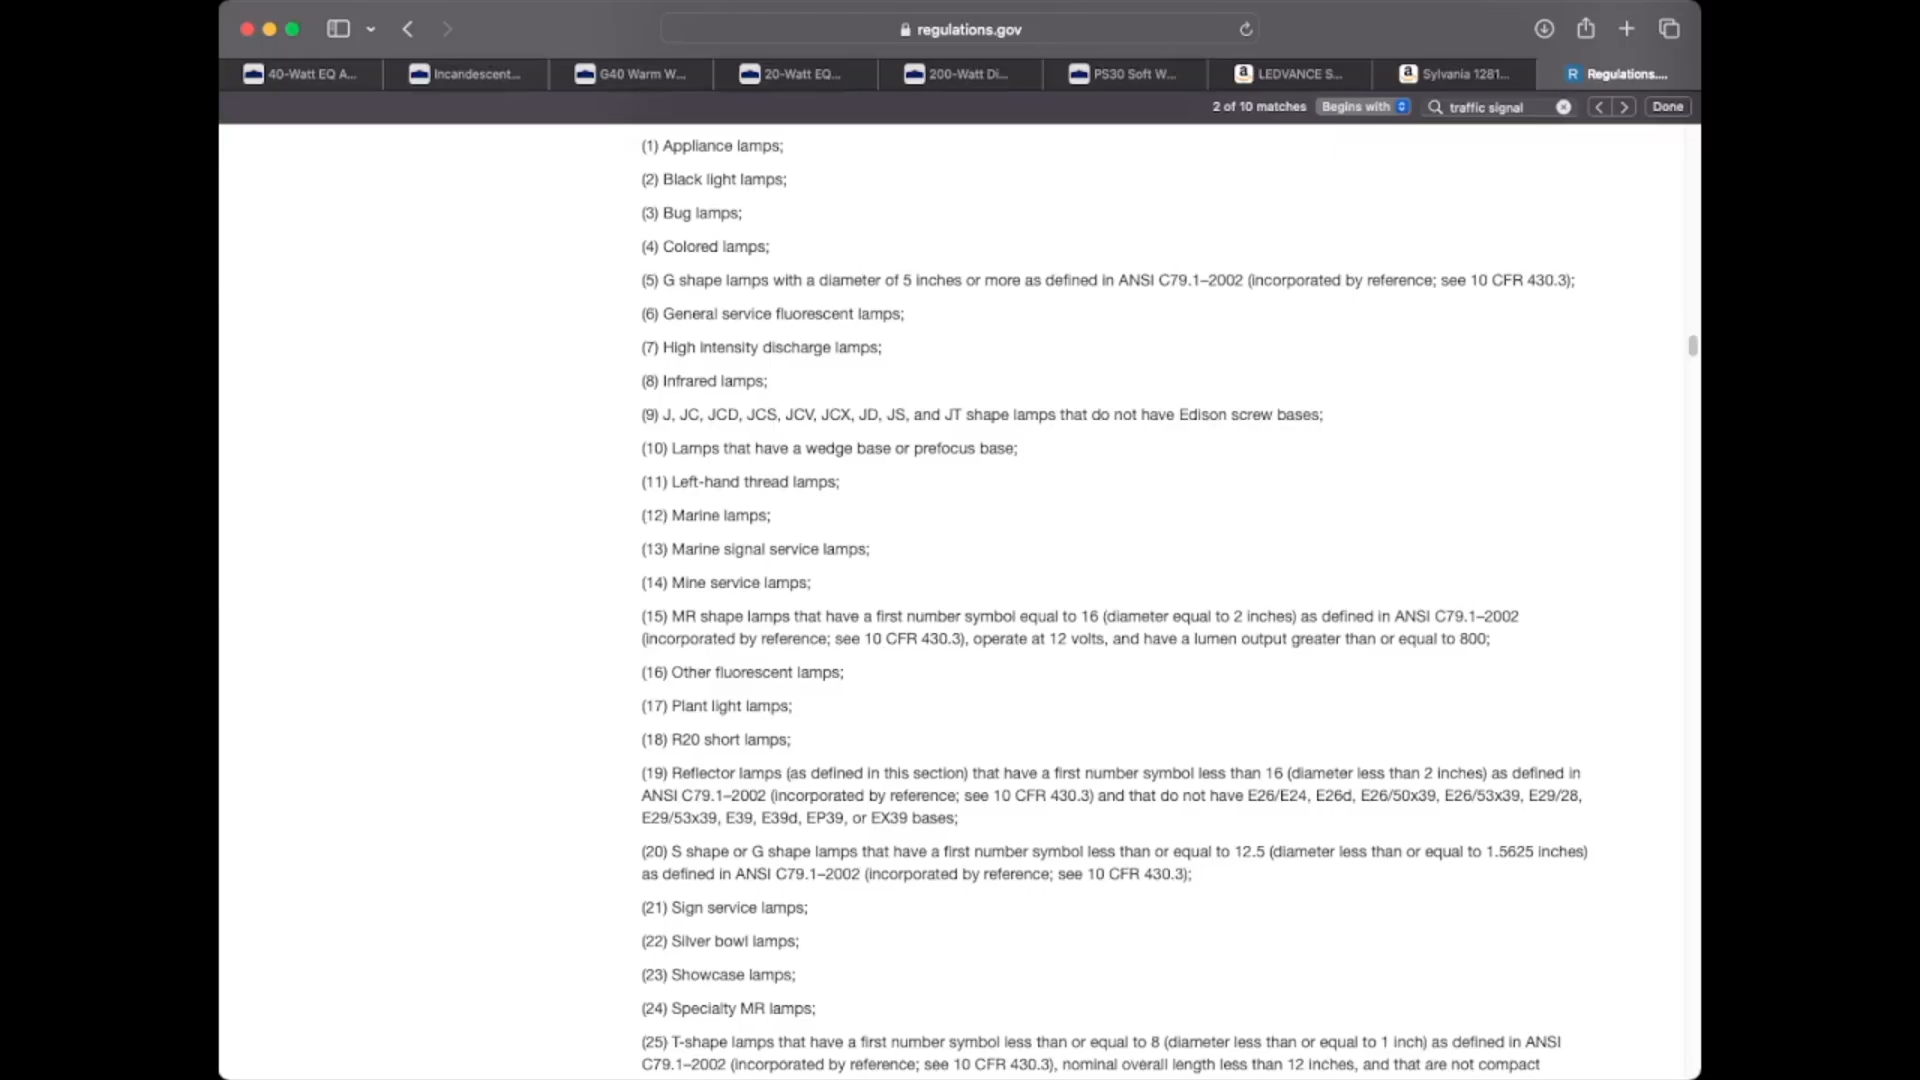 regulations.gov
40-Watt EQ A...
Incandescent...
G40 Warm W...
20-Watt EQ...
200-Watt Di...
PS30 Soft W...
LEDVANCE S...
Sylvania 1281...
R Regulations....
2 of 10 matches Begins with traffic signal Done
(1) Appliance lamps;
(2) Black light lamps;
(3) Bug lamps;
(4) Colored lamps;
(5) G shape lamps with a diameter of 5 inches or more as defined in ANSI C79.1–2002 (incorporated by reference; see 10 CFR 430.3);
(6) General service fluorescent lamps;
(7) High intensity discharge lamps;
(8) Infrared lamps;
(9) J, JC, JCD, JCS, JCV, JCX, JD, JS, and JT shape lamps that do not have Edison screw bases;
(10) Lamps that have a wedge base or prefocus base;
(11) Left-hand thread lamps;
(12) Marine lamps;
(13) Marine signal service lamps;
(14) Mine service lamps;
(15) MR shape lamps that have a first number symbol equal to 16 (diameter equal to 2 inches) as defined in ANSI C79.1–2002
(incorporated by reference; see 10 CFR 430.3), operate at 12 volts, and have a lumen output greater than or equal to 800;
(16) Other fluorescent lamps;
(17) Plant light lamps;
(18) R20 short lamps;
(19) Reflector lamps (as defined in this section) that have a first number symbol less than 16 (diameter less than 2 inches) as defined in
ANSI C79.1–2002 (incorporated by reference; see 10 CFR 430.3) and that do not have E26/E24, E26d, E26/50x39, E26/53x39, E29/28,
E29/53x39, E39, E39d, EP39, or EX39 bases;
(20) S shape or G shape lamps that have a first number symbol less than or equal to 12.5 (diameter less than or equal to 1.5625 inches)
as defined in ANSI C79.1–2002 (incorporated by reference; see 10 CFR 430.3);
(21) Sign service lamps;
(22) Silver bowl lamps;
(23) Showcase lamps;
(24) Specialty MR lamps;
(25) T-shape lamps that have a first number symbol less than or equal to 8 (diameter less than or equal to 1 inch) as defined in ANSI
C79.1–2002 (incorporated by reference; see 10 CFR 430.3), nominal overall length less than 12 inches, and that are not compact